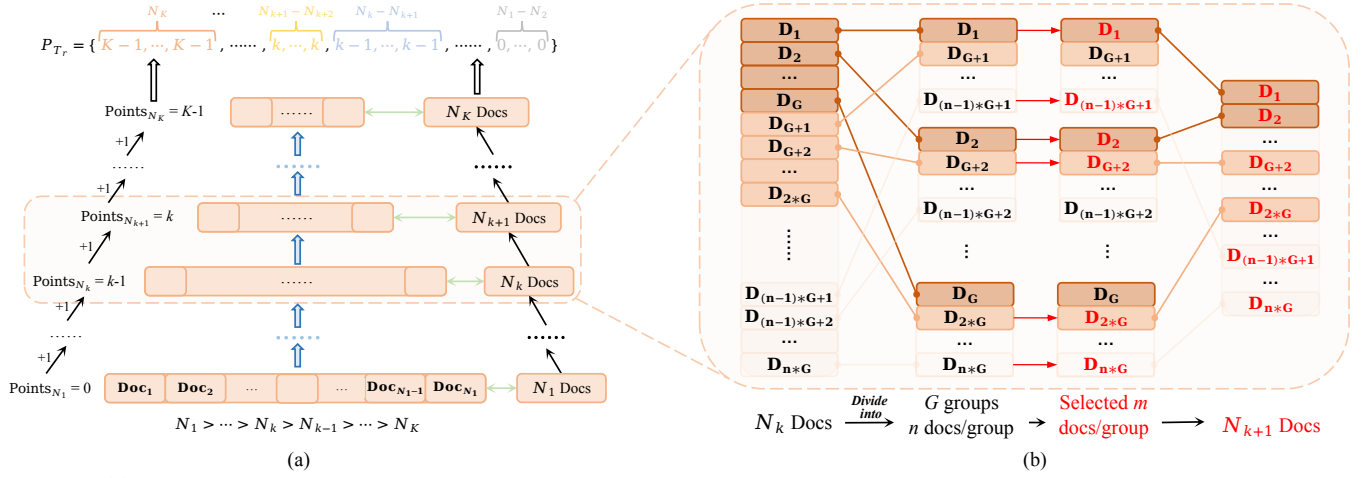 N_K ... N_{k+1} − N_{k+2} N_k − N_{k+1} N_1 − N_2
P_{T_r} = { K − 1, ···, K − 1, ······, k, ···, k, k−1, ···, k−1, ······, 0, ···, 0}
Points_{N_K} = K-1 ...... N_K Docs
+1
...... ...... ......
+1
Points_{N_{k+1}} = k ...... N_{k+1} Docs
+1
Points_{N_k} = k-1 ...... N_k Docs
+1
...... ...... ......
+1
Points_{N_1} = 0 Doc_1 Doc_2 ... ... Doc_{N_1−1} Doc_{N_1} N_1 Docs
N_1 > ··· > N_k > N_{k−1} > ··· > N_K
(a)
D_1
D_2
...
D_G
D_{G+1}
D_{G+2}
...
D_{2*G}
......
D_{(n−1)*G+1}
D_{(n−1)*G+2}
...
D_{n*G}
D_1
D_{G+1}
...
D_{(n−1)*G+1}
D_2
D_{G+2}
...
D_{(n−1)*G+2}
...
D_G
D_{2*G}
...
D_{n*G}
D_1
D_{G+1}
...
D_{(n−1)*G+1}
D_2
D_{G+2}
...
D_{(n−1)*G+2}
...
D_G
D_{2*G}
...
D_{n*G}
D_1
D_2
...
D_{G+2}
...
D_{2*G}
...
D_{(n−1)*G+1}
...
D_{n*G}
N_k Docs
Divide
into
G groups
n docs/group
Selected m
docs/group
N_{k+1} Docs
(b)